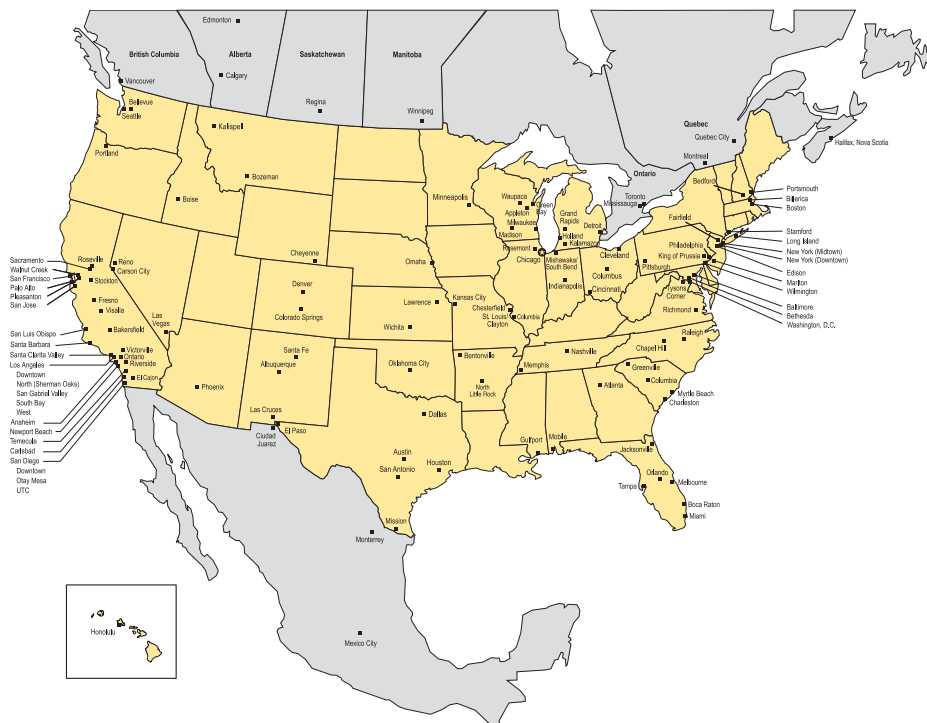 Edmonton
British Columbia
Alberta
Saskatchewan
Manitoba
Calgary
Vancouver
Regina
Winnipeg
Quebec
Quebec City
Halifax, Nova Scotia
Montreal
Ontario
Toronto
Mississauga
Bellevue
Seattle
Portland
Kalispell
Bozeman
Boise
Minneapolis
Waupaca
Appleton
Green
Bay
Milwaukee
Madison
Rosemont
Chicago
Grand
Rapids
Holland
Kalamazoo
Detroit
Mishawaka/
South Bend
Indianapolis
Cleveland
Columbus
Cincinnati
Bedford
Fairfield
Philadelphia
King of Prussia
Pittsburgh
Tysons
Corner
Richmond
Portsmouth
Billerica
Boston
Stamford
Long Island
New York (Midtown)
New York (Downtown)
Edison
Marlton
Wilmington
Baltimore
Bethesda
Washington, D.C.
Sacramento
Walnut Creek
San Francisco
Palo Alto
Pleasanton
San Jose
Roseville
Reno
Carson City
Stockton
Fresno
Visalia
Bakersfield
Las
Vegas
San Luis Obispo
Santa Barbara
Santa Clarita Valley
Los Angeles
Downtown
North (Sherman Oaks)
San Gabriel Valley
South Bay
West
Anaheim
Newport Beach
Temecula
Carlsbad
San Diego
Downtown
Otay Mesa
UTC
Victorville
Ontario
Riverside
El Cajon
Phoenix
Cheyenne
Denver
Colorado Springs
Santa Fe
Albuquerque
Las Cruces
El Paso
Ciudad
Juarez
Omaha
Lawrence
Kansas City
Wichita
Chesterfield
St. Louis/
Clayton
Columbia
Oklahoma City
Bentonville
North
Little Rock
Memphis
Nashville
Dallas
Austin
San Antonio
Houston
Mission
Monterrey
Mexico City
Raleigh
Chapel Hill
Greenville
Columbia
Atlanta
Myrtle Beach
Charleston
Gulfport
Mobile
Jacksonville
Orlando
Melbourne
Tampa
Boca Raton
Miami
Honolulu